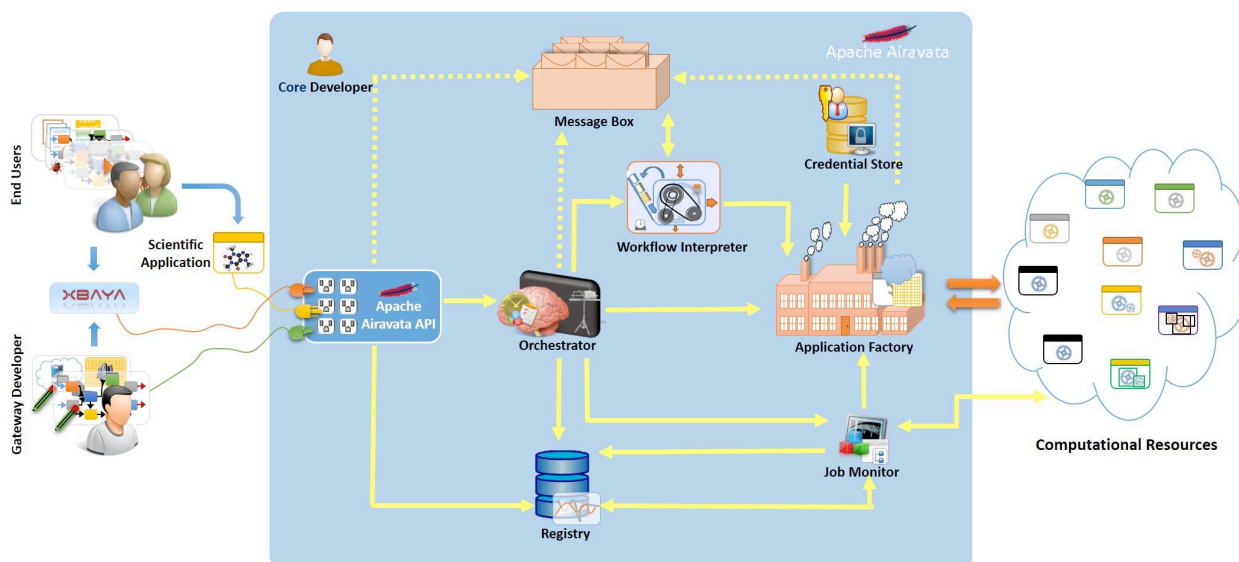 Core Developer
Apache Airavata
Message Box
Credential Store
End Users
Scientific
Application
Workflow Interpreter
XBAYA
Apache
Airavata API
Orchestrator
Application Factory
Gateway Developer
Computational Resources
Job Monitor
Registry